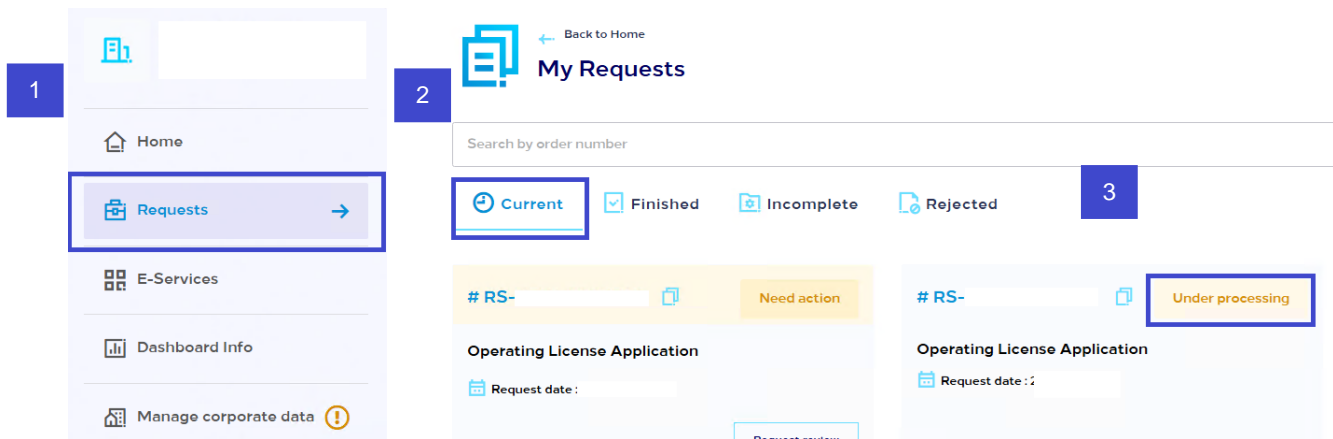 1
Home
Requests
E-Services
Dashboard Info
Manage corporate data
2
Back to Home
My Requests
Search by order number
Current
Finished
Incomplete
Rejected
3
# RS-
Need action
Operating License Application
Request date :
Request review
# RS-
Under processing
Operating License Application
Request date : 2